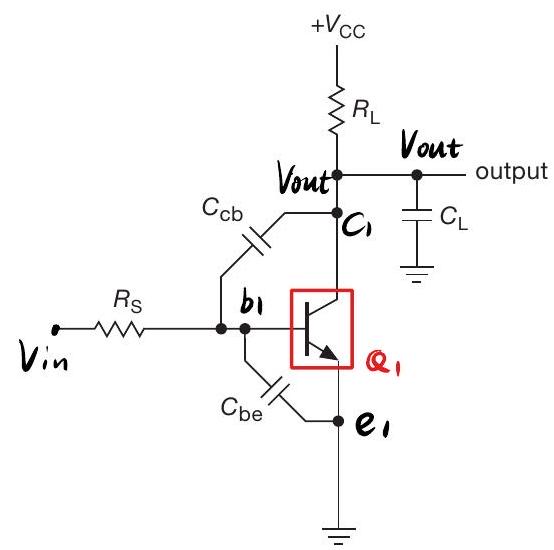 +VCC
RL
Vout
Vout
output
Ccb
C1
CL
RS
b1
Vin
Q1
Cbe
e1